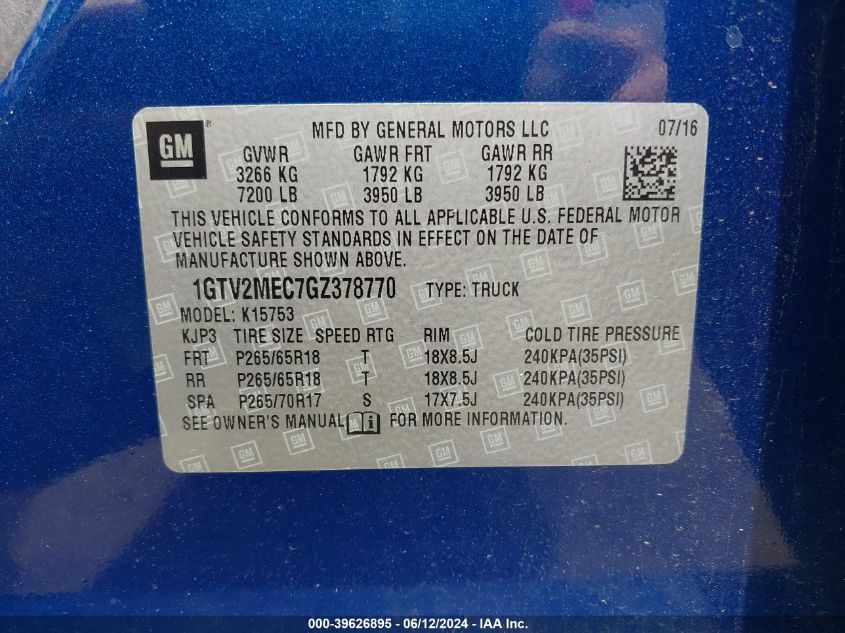 GM ® MFD BY GENERAL MOTORS LLC 07/16
GVWR GAWR FRT GAWR RR
3266 KG 1792 KG 1792 KG
7200 LB 3950 LB 3950 LB
THIS VEHICLE CONFORMS TO ALL APPLICABLE U.S. FEDERAL MOTOR
VEHICLE SAFETY STANDARDS IN EFFECT ON THE DATE OF
MANUFACTURE SHOWN ABOVE.
1GTV2MEC7GZ378770 TYPE: TRUCK
MODEL: K15753
KJP3 TIRE SIZE SPEED RTG RIM COLD TIRE PRESSURE
FRT P265/65R18 T 18X8.5J 240KPA(35PSI)
RR P265/65R18 T 18X8.5J 240KPA(35PSI)
SPA P265/70R17 S 17X7.5J 240KPA(35PSI)
SEE OWNER'S MANUAL i FOR MORE INFORMATION.
000-39626895 - 06/12/2024 - IAA Inc.